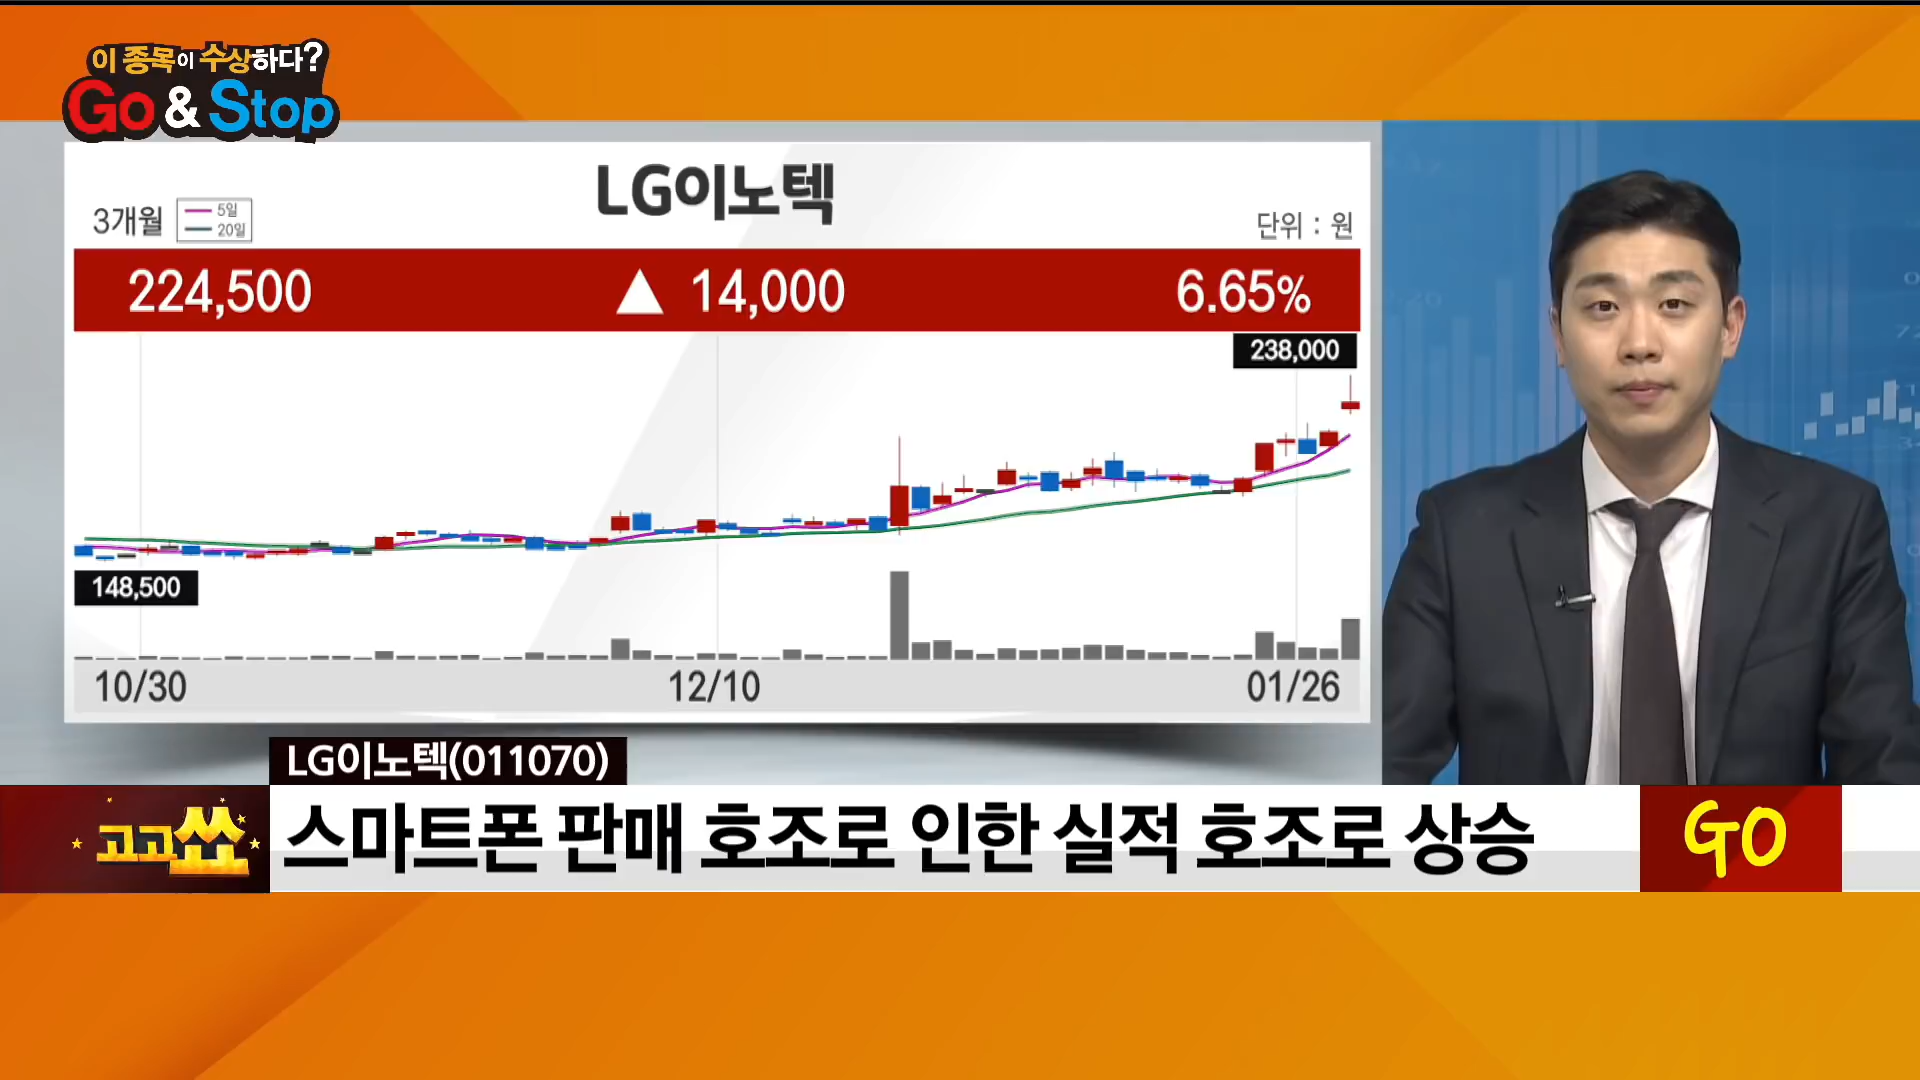 이 종목이 수상하다?
Go & Stop
LG이노텍
3개월
5일
20일
단위 : 원
224,500 ▲ 14,000 6.65%
238,000
148,500
10/30 12/10 01/26
LG이노텍(011070)
고고쑈
스마트폰 판매 호조로 인한 실적 호조로 상승
GO